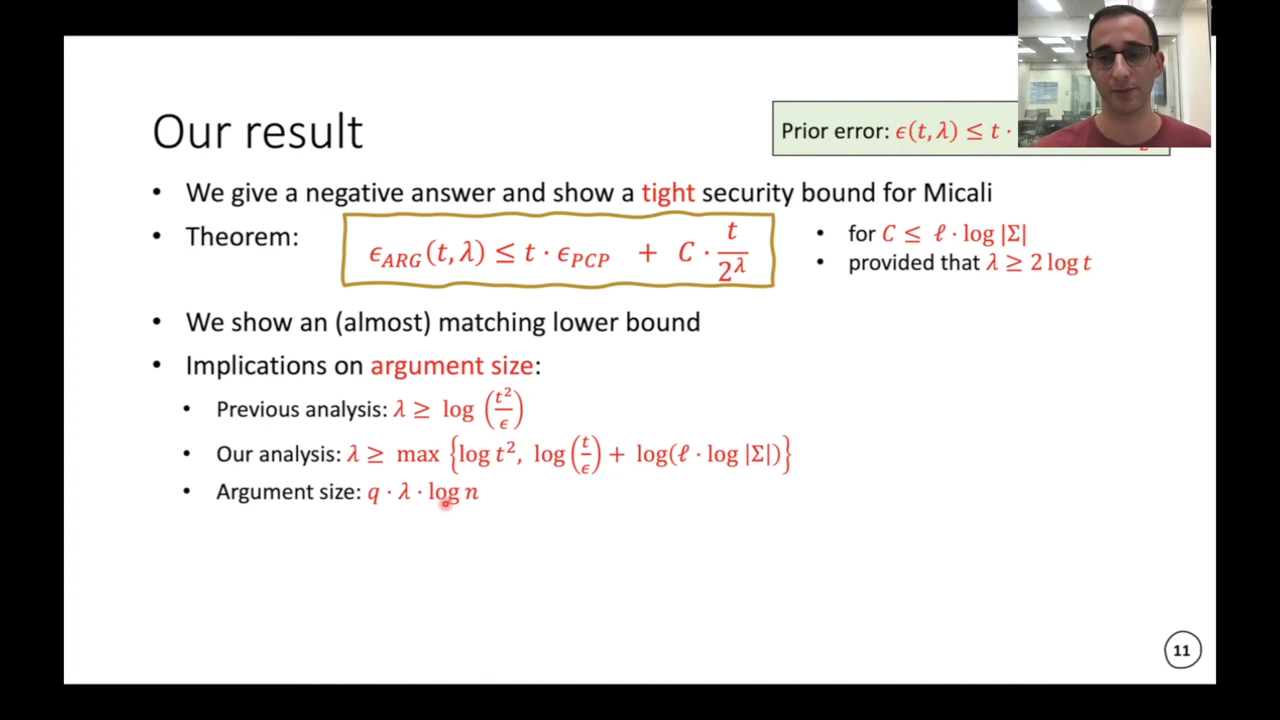 Our result
Prior error: ϵ(t, λ) ≤ t ·
• We give a negative answer and show a tight security bound for Micali
• Theorem: ϵ_ARG(t, λ) ≤ t · ϵ_PCP + C · t/2^λ
• for C ≤ ℓ · log |Σ|
• provided that λ ≥ 2 log t
• We show an (almost) matching lower bound
• Implications on argument size:
• Previous analysis: λ ≥ log (t²/ϵ)
• Our analysis: λ ≥ max {log t², log(t/ϵ) + log(ℓ · log |Σ|)}
• Argument size: q · λ · log n
11